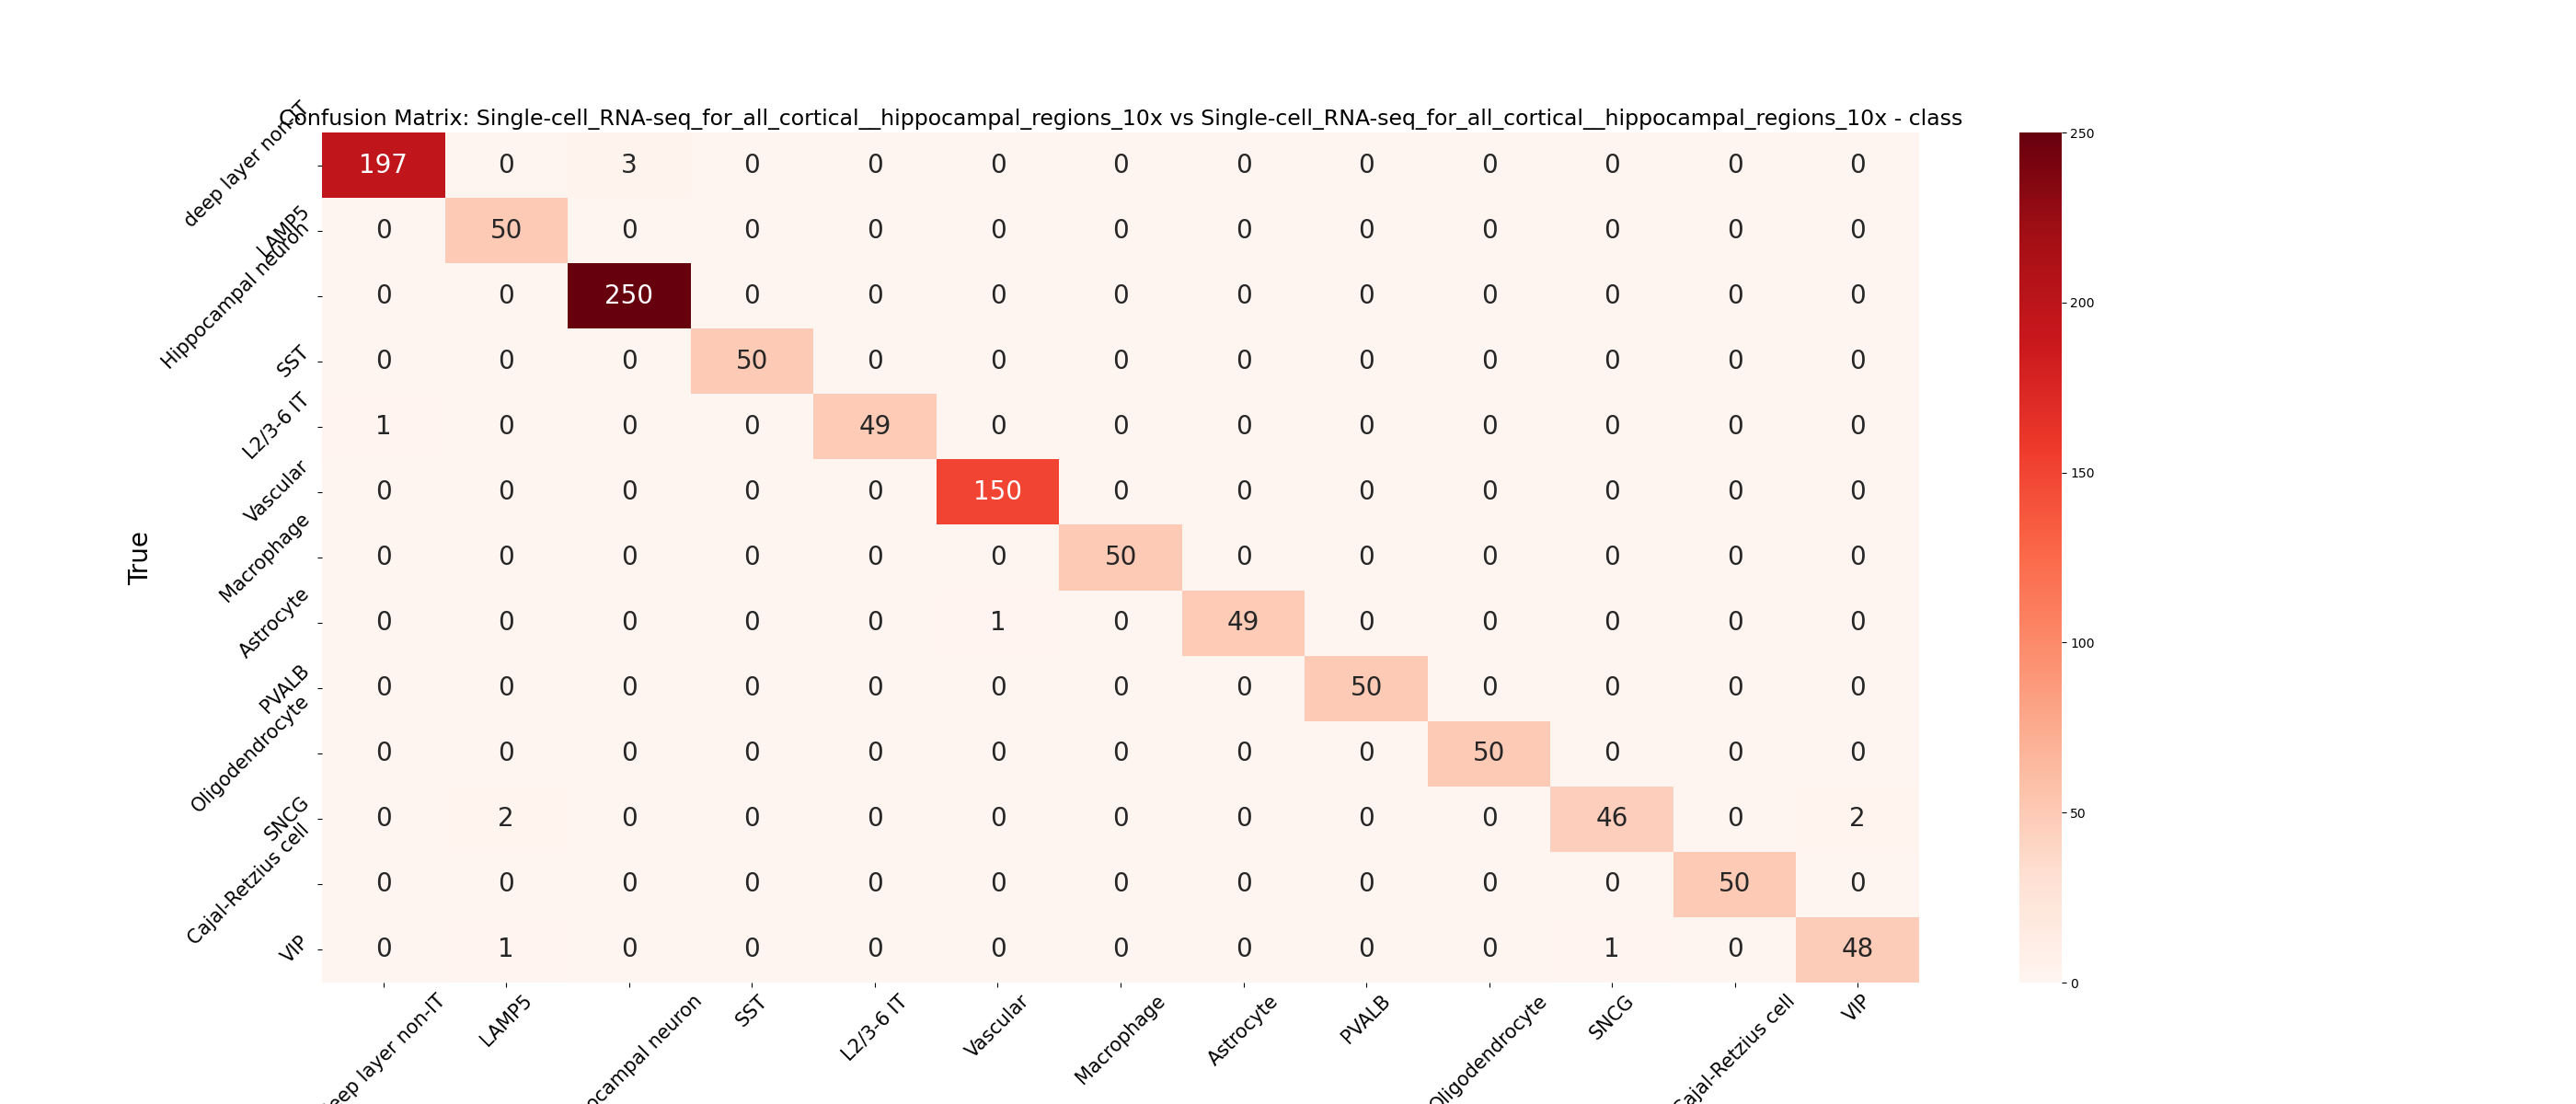 Confusion Matrix: Single-cell_RNA-seq_for_all_cortical__hippocampal_regions_10x vs Single-cell_RNA-seq_for_all_cortical__hippocampal_regions_10x - class
deep layer non-IT 197 0 3 0 0 0 0 0 0 0 0 0 0
LAMP5 0 50 0 0 0 0 0 0 0 0 0 0 0
Hippocampal neuron 0 0 250 0 0 0 0 0 0 0 0 0 0
SST 0 0 0 50 0 0 0 0 0 0 0 0 0
L2/3-6 IT 1 0 0 0 49 0 0 0 0 0 0 0 0
Vascular 0 0 0 0 0 150 0 0 0 0 0 0 0
Macrophage 0 0 0 0 0 0 50 0 0 0 0 0 0
Astrocyte 0 0 0 0 0 1 0 49 0 0 0 0 0
PVALB 0 0 0 0 0 0 0 0 50 0 0 0 0
Oligodendrocyte 0 0 0 0 0 0 0 0 0 50 0 0 0
SNCG 0 2 0 0 0 0 0 0 0 0 46 0 2
Cajal-Retzius cell 0 0 0 0 0 0 0 0 0 0 0 50 0
VIP 0 1 0 0 0 0 0 0 0 0 1 0 48
True
eep layer non-IT
LAMP5
ocampal neuron
SST
L2/3-6 IT
Vascular
Macrophage
Astrocyte
PVALB
Oligodendrocyte
SNCG
Cajal-Retzius cell
VIP
250
200
150
100
50
0